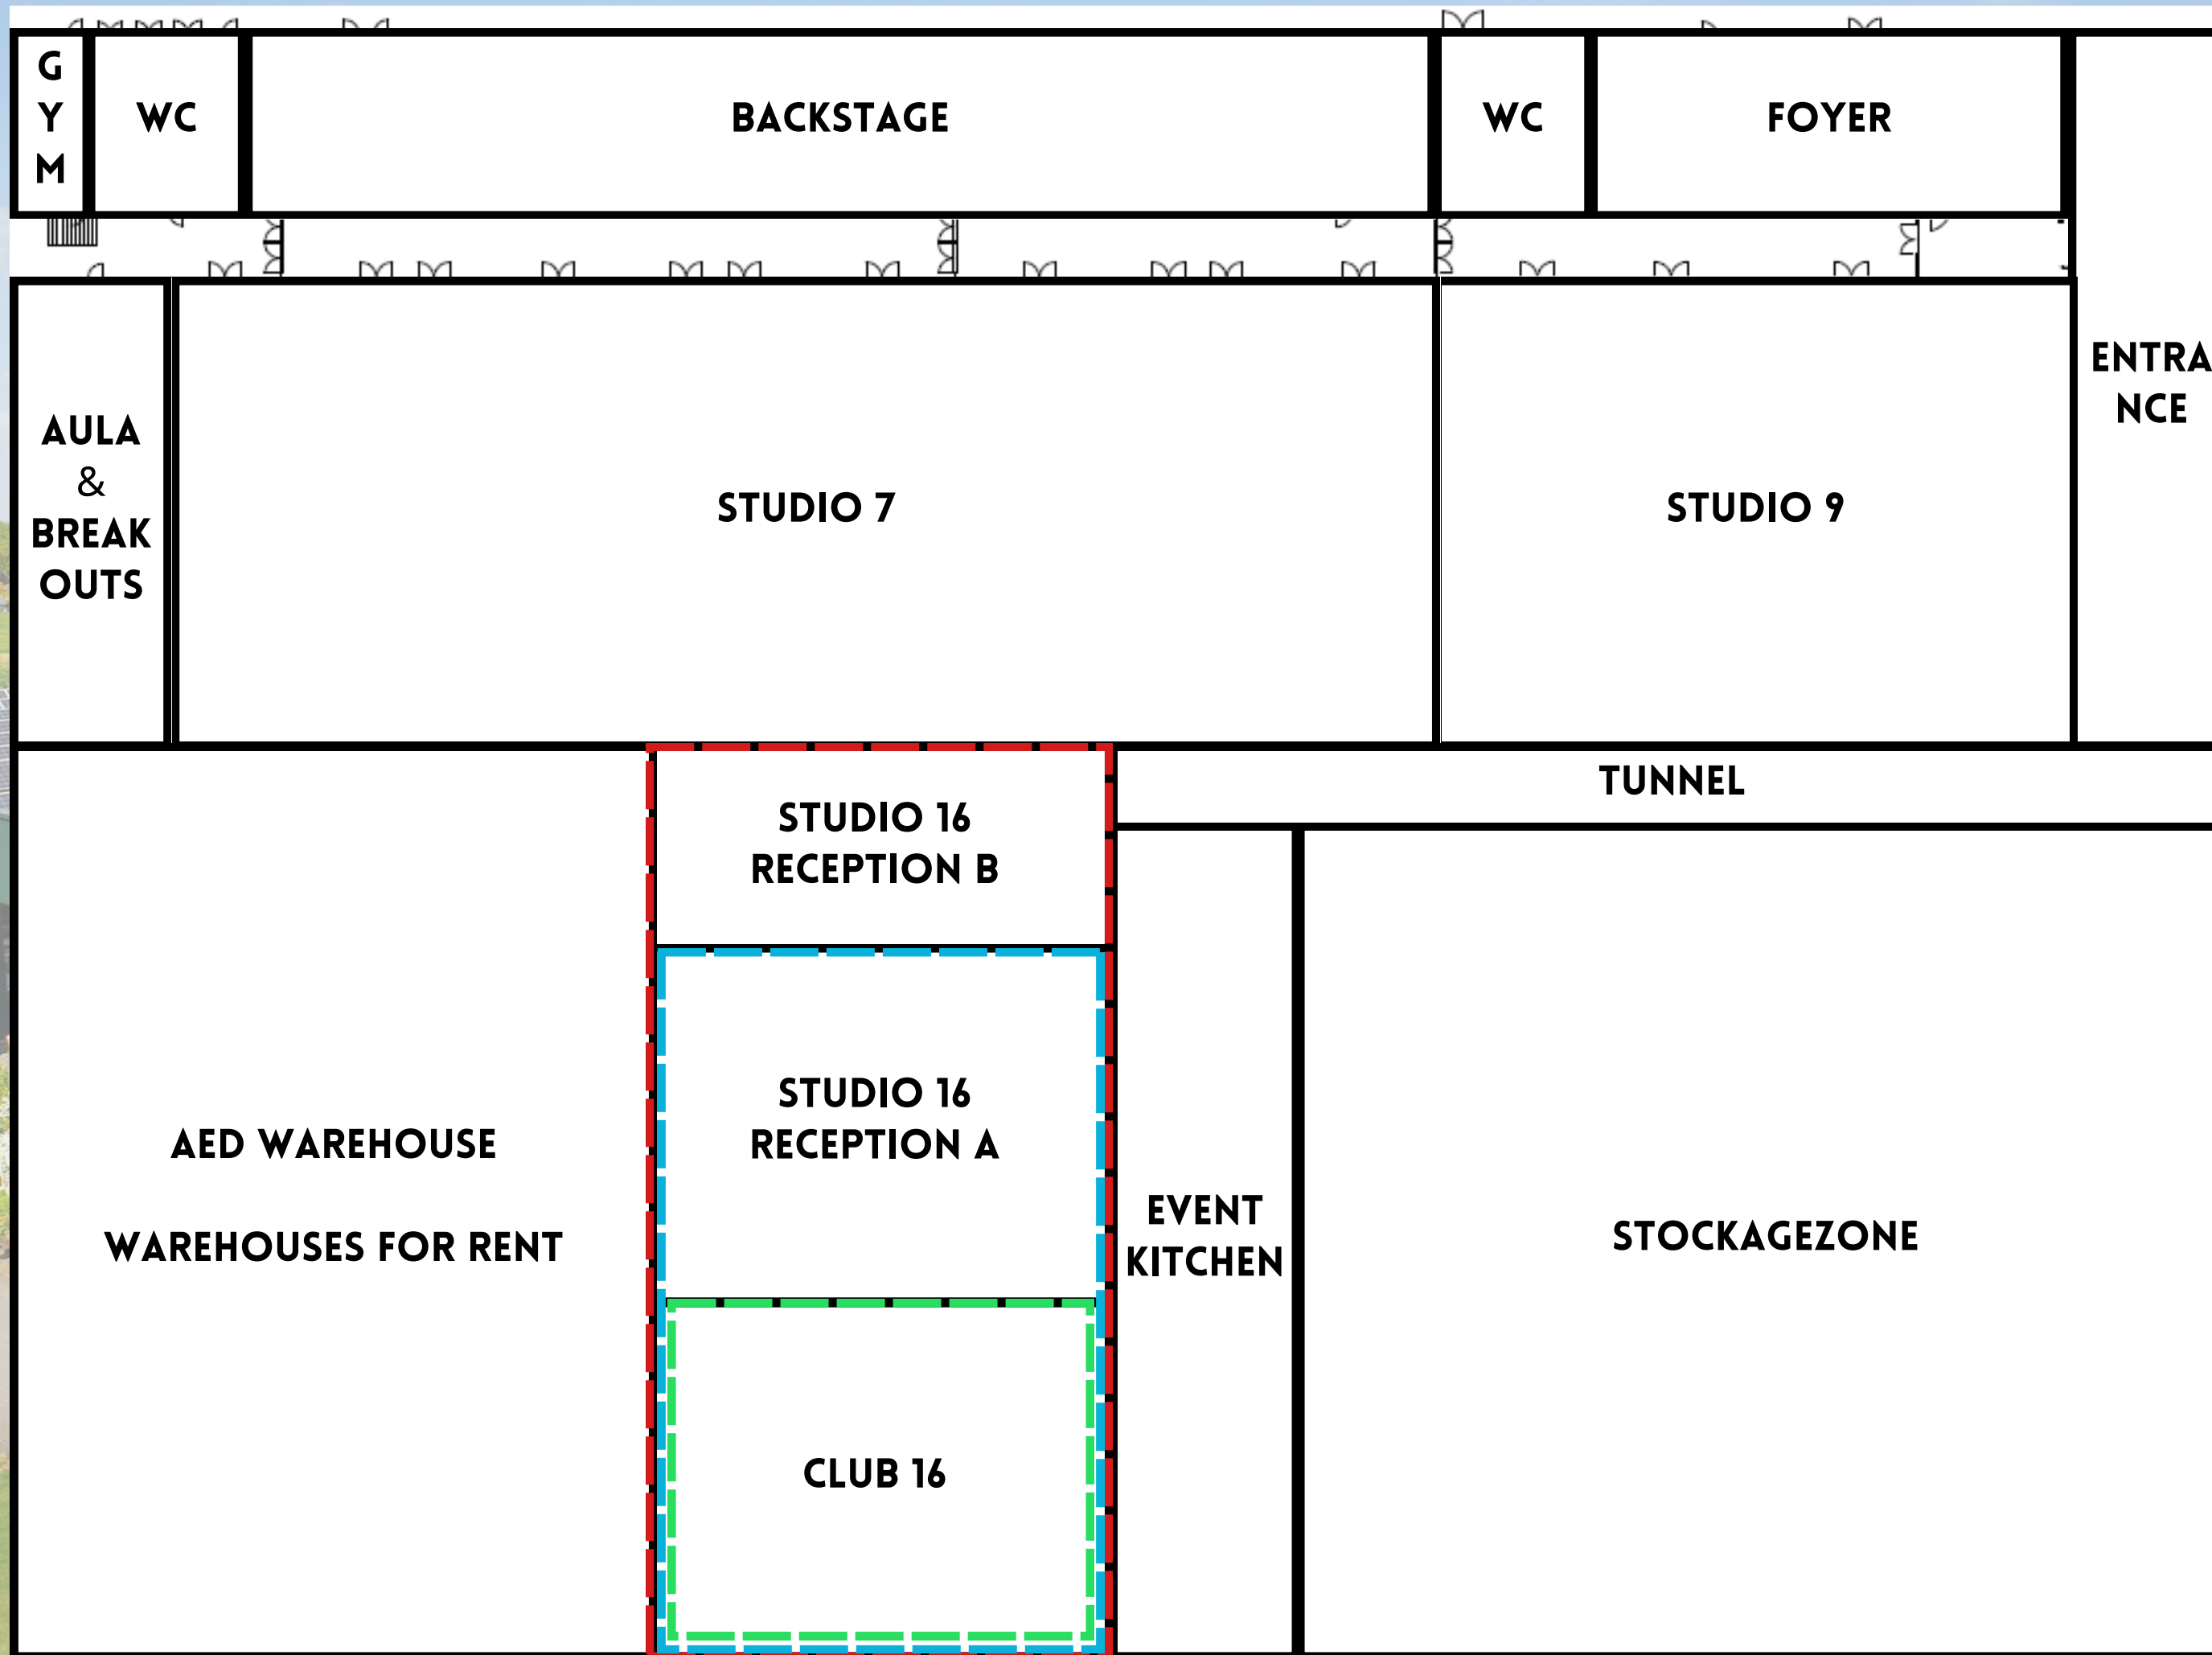 G
Y
M
WC
BACKSTAGE
WC
FOYER
ENTRA
NCE
AULA
&
BREAK
OUTS
STUDIO 7
STUDIO 9
TUNNEL
STUDIO 16
RECEPTION B
STUDIO 16
RECEPTION A
AED WAREHOUSE
WAREHOUSES FOR RENT
EVENT
KITCHEN
STOCKAGEZONE
CLUB 16